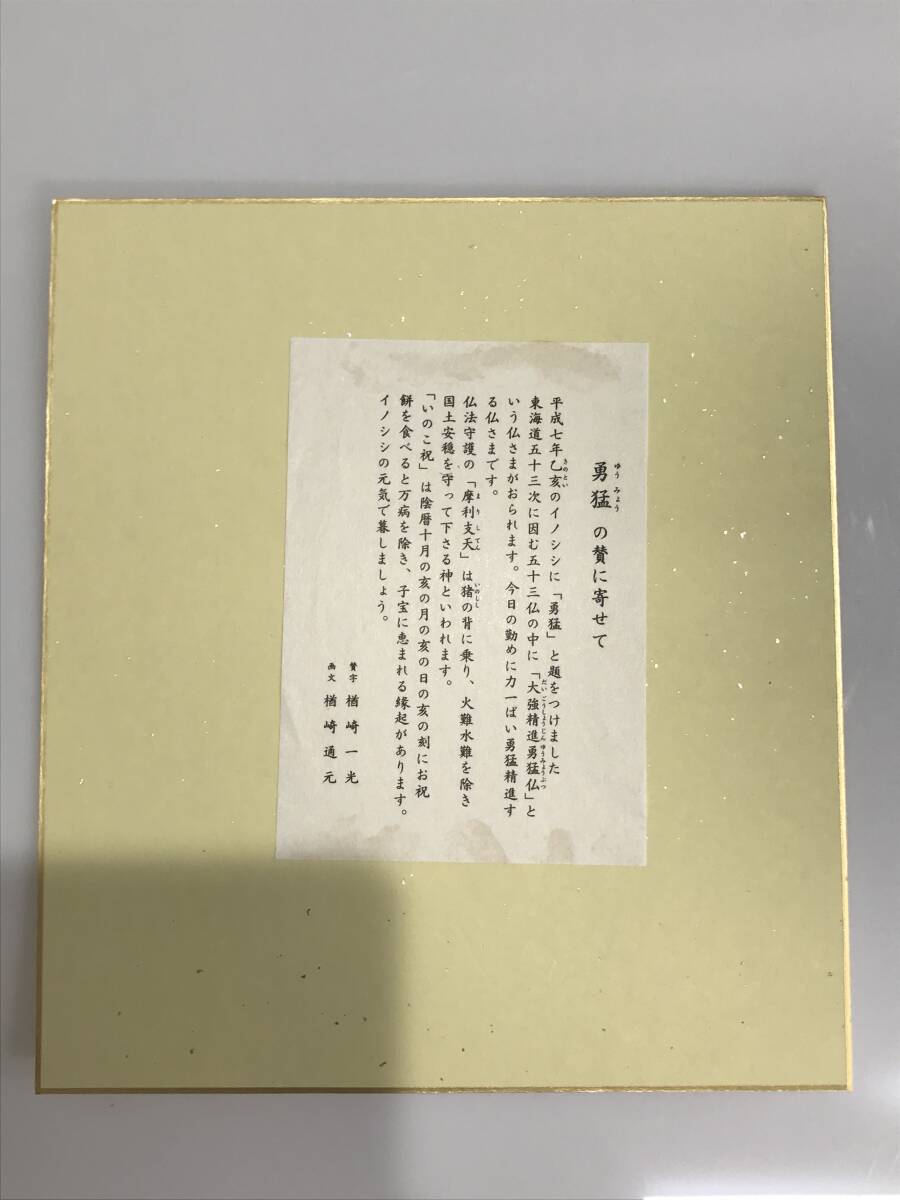 勇猛の賛に寄せて
平成七年乙亥のイノシシに「勇猛」と題をつけました
東海道五十三次に因む五十三仏の中に「大強精進勇猛仏」と
いう仏さまがおられます。今日の勤めに力一ぱい勇猛精進す
る仏さまです。
仏法守護の「摩利支天」は猪の背に乗り、火難水難を除き
国土安穏を守って下さる神といわれます。
「いのこ祝」は陰暦十月の亥の月の亥の日の亥の刻にお祝
餅を食べると万病を除き、子宝に恵まれる縁起があります。
イノシシの元気で暮しましょう。
賛字 楢崎一光
画文 楢崎通元